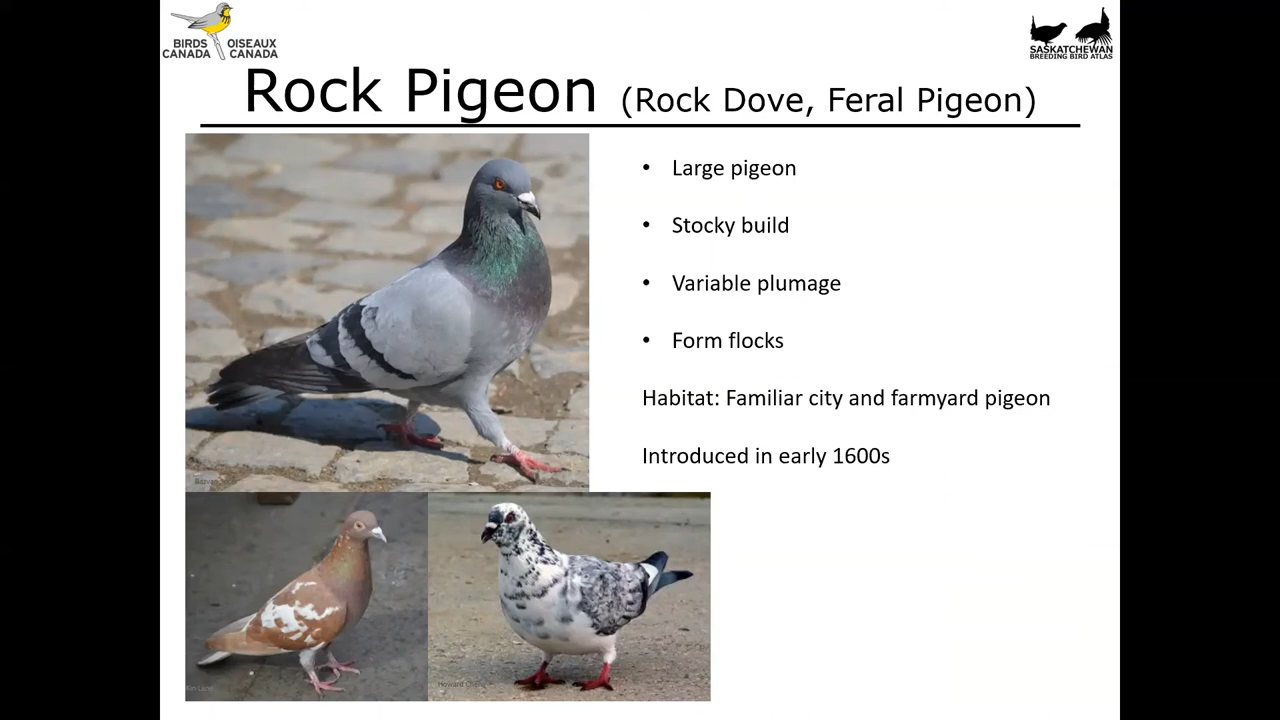 BIRDS OISEAUX
CANADA CANADA
SASKATCHEWAN
BREEDING BIRD ATLAS
Rock Pigeon (Rock Dove, Feral Pigeon)
• Large pigeon
• Stocky build
• Variable plumage
• Form flocks
Habitat: Familiar city and farmyard pigeon
Introduced in early 1600s
Howard